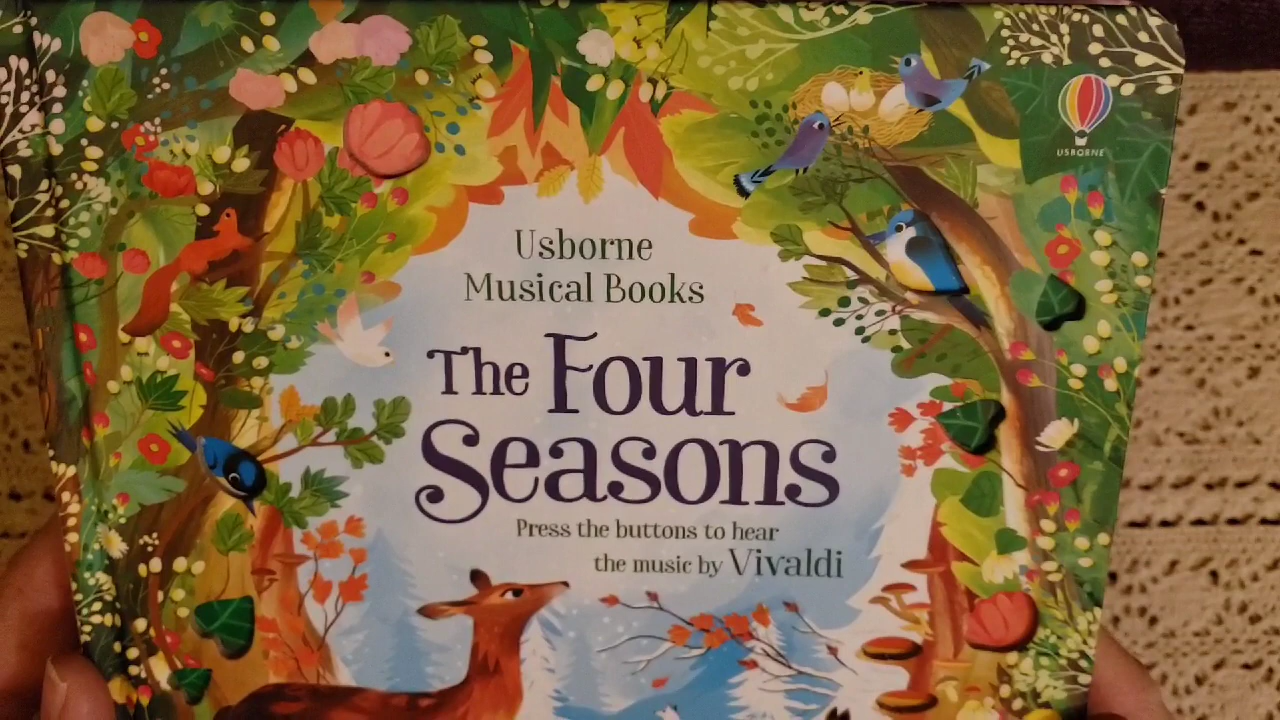 USBORNE
Usborne
Musical Books
The Four
Seasons
Press the buttons to hear
the music by Vivaldi